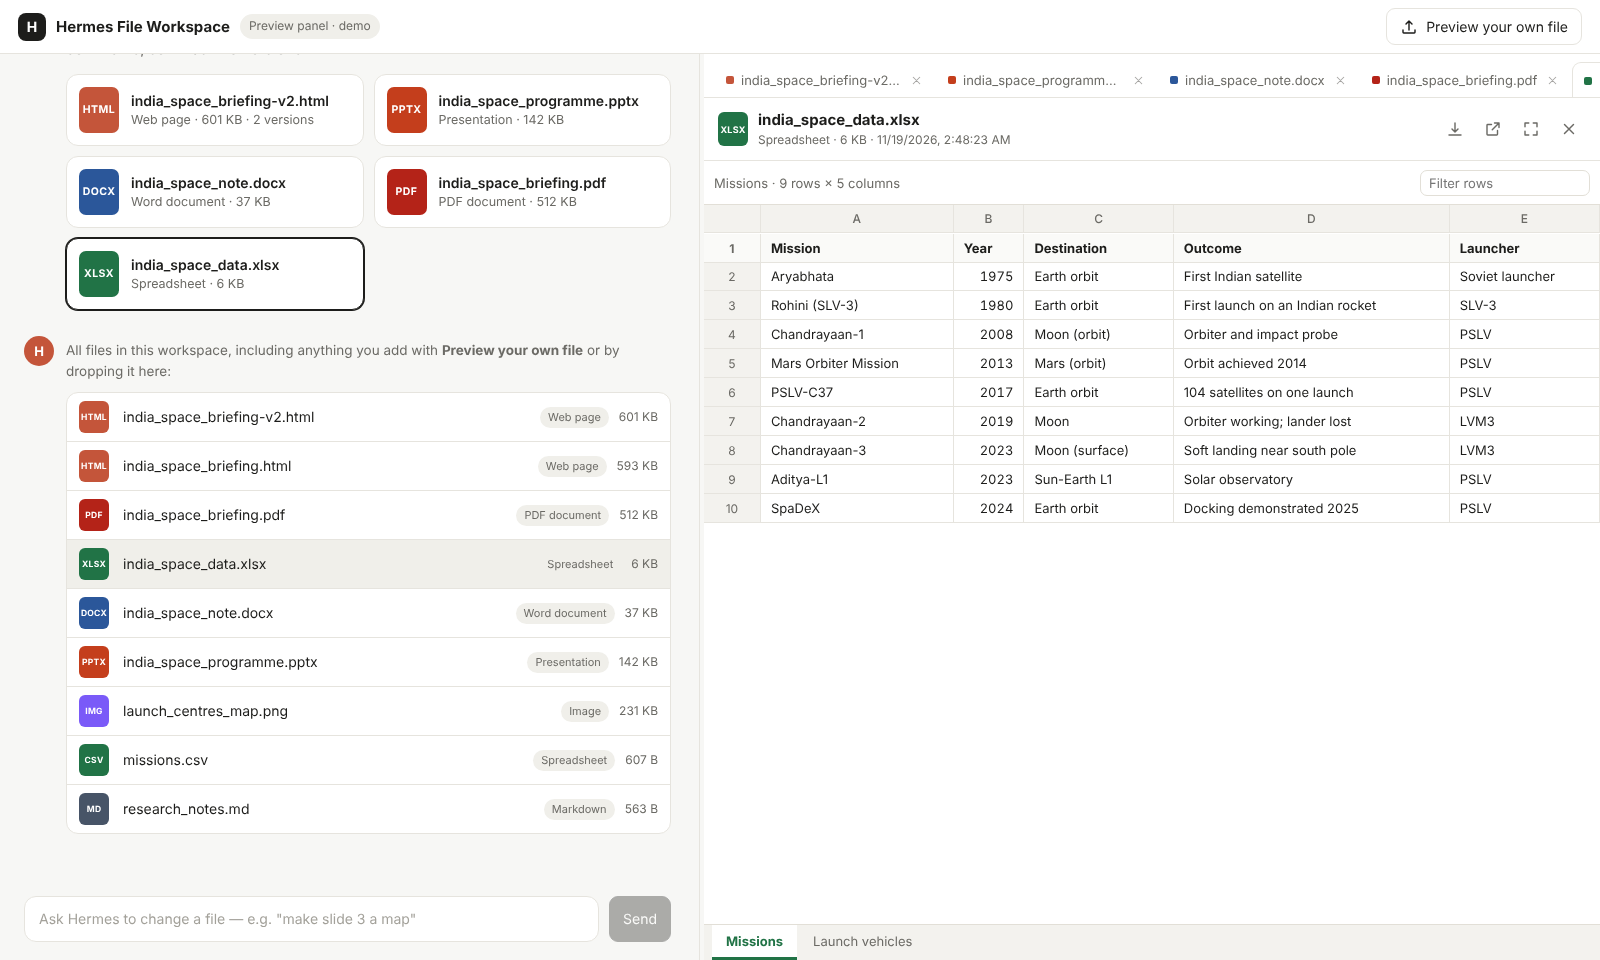 H Hermes File Workspace Preview panel · demo Preview your own file
HTML india_space_briefing-v2.html
Web page · 601 KB · 2 versions
PPTX india_space_programme.pptx
Presentation · 142 KB
DOCX india_space_note.docx
Word document · 37 KB
PDF india_space_briefing.pdf
PDF document · 512 KB
XLSX india_space_data.xlsx
Spreadsheet · 6 KB
H All files in this workspace, including anything you add with Preview your own file or by
dropping it here:
HTML india_space_briefing-v2.html Web page 601 KB
HTML india_space_briefing.html Web page 593 KB
PDF india_space_briefing.pdf PDF document 512 KB
XLSX india_space_data.xlsx Spreadsheet 6 KB
DOCX india_space_note.docx Word document 37 KB
PPTX india_space_programme.pptx Presentation 142 KB
IMG launch_centres_map.png Image 231 KB
CSV missions.csv Spreadsheet 607 B
MD research_notes.md Markdown 563 B
Ask Hermes to change a file — e.g. "make slide 3 a map" Send
india_space_briefing-v2... india_space_programm... india_space_note.docx india_space_briefing.pdf
XLSX india_space_data.xlsx
Spreadsheet · 6 KB · 11/19/2026, 2:48:23 AM
Missions · 9 rows × 5 columns Filter rows
A B C D E
1 Mission Year Destination Outcome Launcher
2 Aryabhata 1975 Earth orbit First Indian satellite Soviet launcher
3 Rohini (SLV-3) 1980 Earth orbit First launch on an Indian rocket SLV-3
4 Chandrayaan-1 2008 Moon (orbit) Orbiter and impact probe PSLV
5 Mars Orbiter Mission 2013 Mars (orbit) Orbit achieved 2014 PSLV
6 PSLV-C37 2017 Earth orbit 104 satellites on one launch PSLV
7 Chandrayaan-2 2019 Moon Orbiter working; lander lost LVM3
8 Chandrayaan-3 2023 Moon (surface) Soft landing near south pole LVM3
9 Aditya-L1 2023 Sun-Earth L1 Solar observatory PSLV
10 SpaDeX 2024 Earth orbit Docking demonstrated 2025 PSLV
Missions Launch vehicles